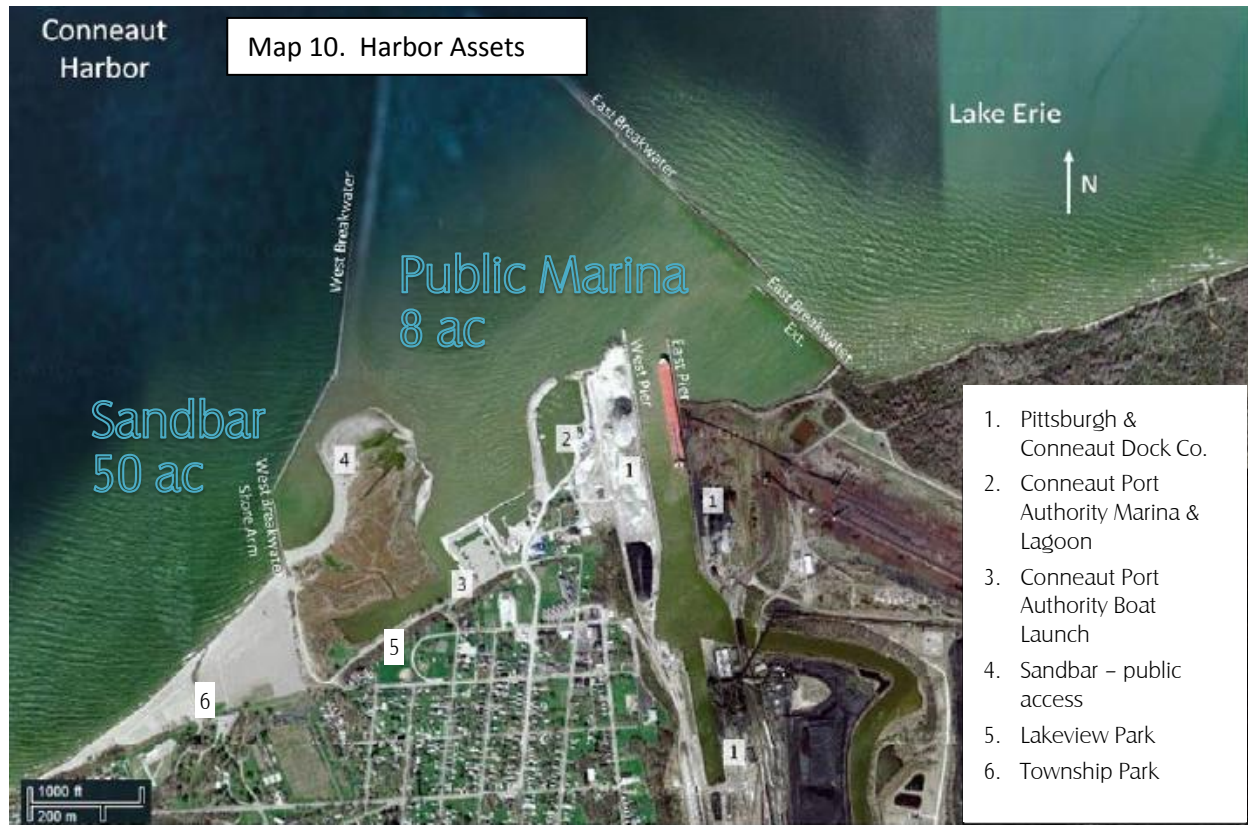 Conneaut
Harbor
Map 10. Harbor Assets
Lake Erie
N
East Breakwater
West Breakwater
Public Marina
8 ac
East Breakwater
Ext.
West Pier
East Pier
Sandbar
50 ac
West Breakwater
Shore Arm
4
2
1
1
3
5
6
1
1. Pittsburgh &
Conneaut Dock Co.
2. Conneaut Port
Authority Marina &
Lagoon
3. Conneaut Port
Authority Boat
Launch
4. Sandbar – public
access
5. Lakeview Park
6. Township Park
1000 ft
200 m